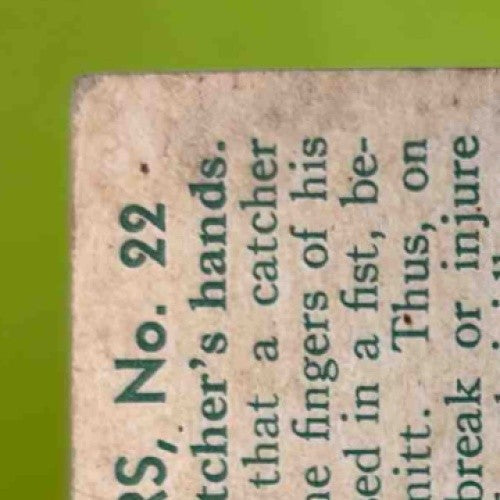 RS, No. 22
tcher's hands.
that a catcher
e fingers of his
ed in a fist, be-
nitt. Thus, on
break or injure